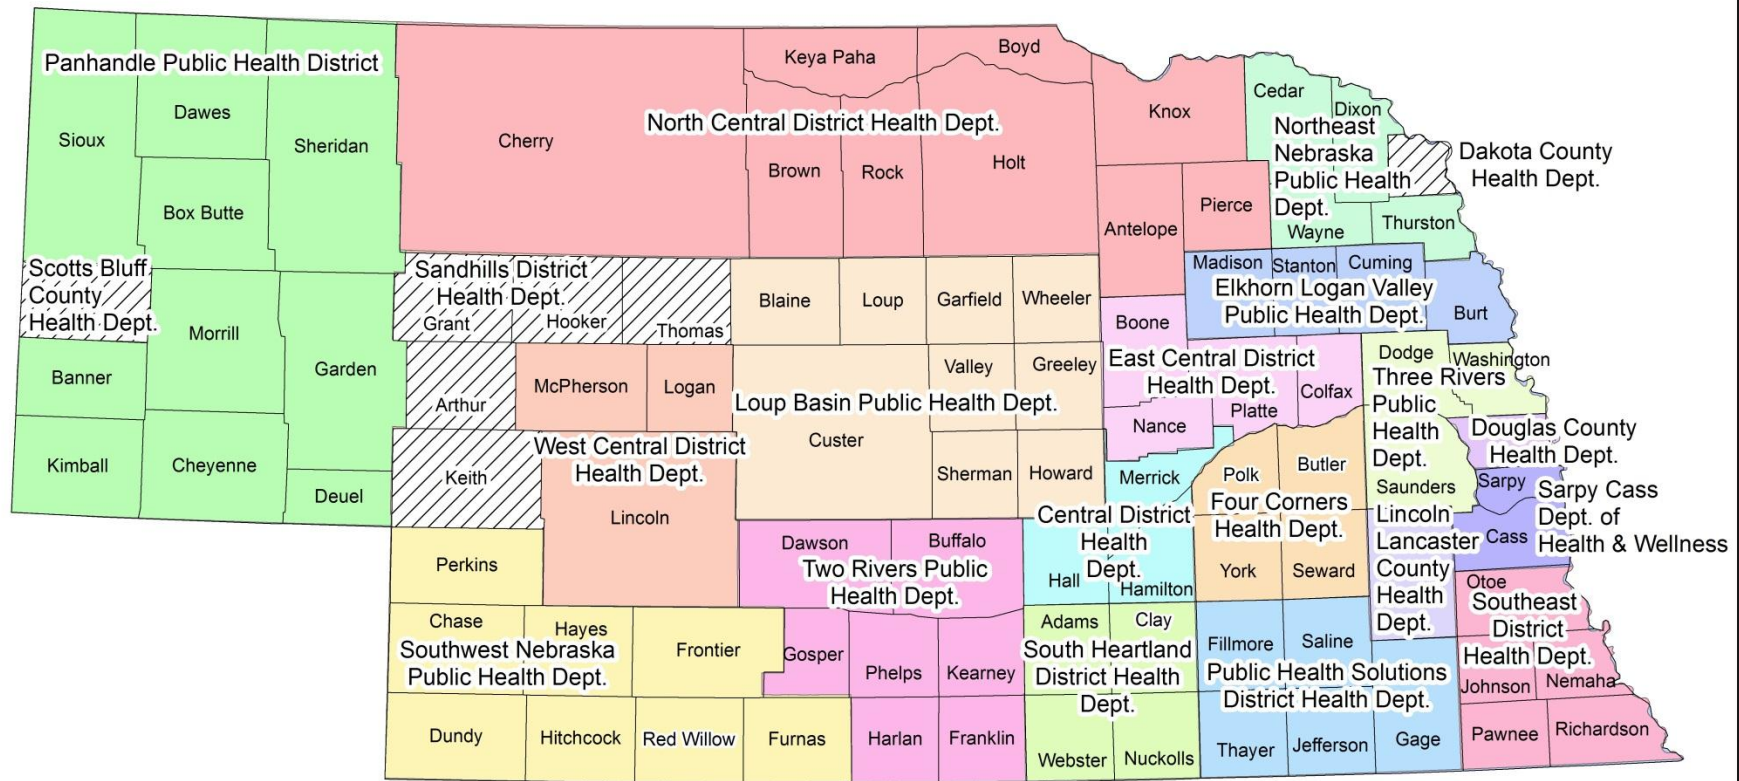 Panhandle Public Health District
Sioux
Dawes
Sheridan
Box Butte
Scotts Bluff
County
Health Dept.
Morrill
Garden
Banner
Kimball
Cheyenne
Deuel
North Central District Health Dept.
Cherry
Keya Paha
Boyd
Brown
Rock
Holt
Knox
Antelope
Pierce
Cedar
Dixon
Northeast
Nebraska
Public Health
Dept.
Wayne
Thurston
Dakota County
Health Dept.
Sandhills District
Health Dept.
Grant
Hooker
Thomas
Arthur
Keith
McPherson
Logan
West Central District
Health Dept.
Lincoln
Blaine
Loup
Garfield
Wheeler
Valley
Greeley
Loup Basin Public Health Dept.
Custer
Sherman
Howard
Madison
Stanton
Cuming
Elkhorn Logan Valley
Public Health Dept.
Burt
Boone
East Central District
Health Dept.
Platte
Colfax
Nance
Dodge
Washington
Three Rivers
Public
Health
Dept.
Saunders
Douglas County
Health Dept.
Sarpy
Sarpy Cass
Dept. of
Health & Wellness
Cass
Merrick
Central District
Health
Dept.
Hall
Hamilton
Polk
Butler
Four Corners
Health Dept.
York
Seward
Lincoln
Lancaster
County
Health
Dept.
Perkins
Chase
Hayes
Frontier
Southwest Nebraska
Public Health Dept.
Dundy
Hitchcock
Red Willow
Furnas
Dawson
Buffalo
Two Rivers Public
Health Dept.
Gosper
Phelps
Kearney
Harlan
Franklin
Adams
Clay
South Heartland
District Health
Dept.
Webster
Nuckolls
Fillmore
Saline
Public Health Solutions
District Health Dept.
Thayer
Jefferson
Gage
Otoe
Southeast
District
Health Dept.
Johnson
Nemaha
Pawnee
Richardson